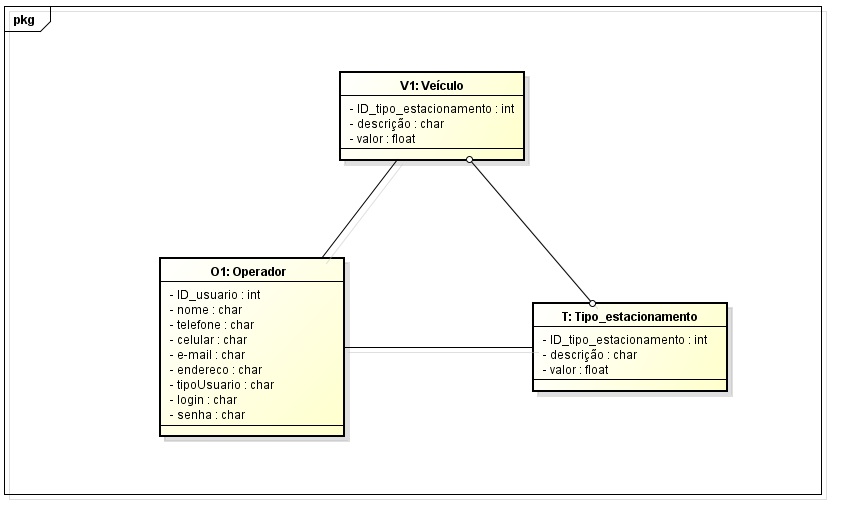 pkg
V1: Veículo
- ID_tipo_estacionamento : int
- descrição : char
- valor : float
O1: Operador
- ID_usuario : int
- nome : char
- telefone : char
- celular : char
- e-mail : char
- endereco : char
- tipoUsuario : char
- login : char
- senha : char
T: Tipo_estacionamento
- ID_tipo_estacionamento : int
- descrição : char
- valor : float